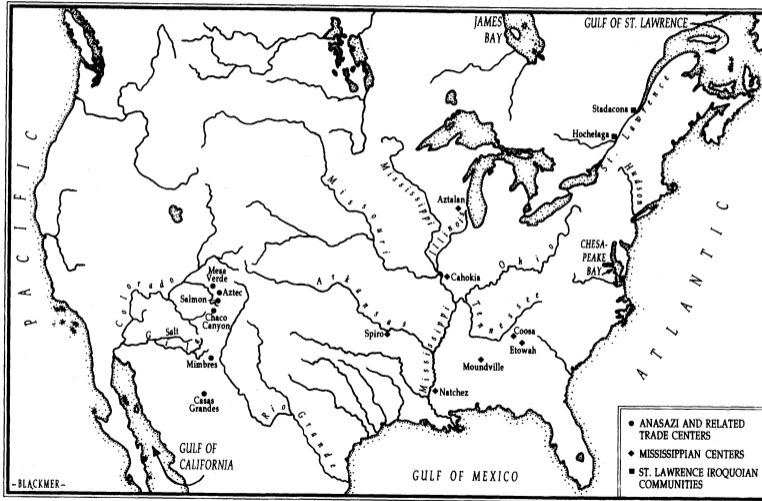 JAMES
BAY
GULF OF ST. LAWRENCE
Stadacona
Hochelaga
ST. LAWRENCE
Hudson
PACIFIC
Missouri
Mississippi
Aztalan
Illinois
Ohio
CHESA-
PEAKE
BAY
ATLANTIC
Colorado
Mesa
Verde
Aztec
Salmon
Chaco
Canyon
Arkansas
Cahokia
Tennessee
G
Salt
Mimbres
Spiro
Mississippi
Coosa
Etowah
Moundville
Natchez
Casas
Grandes
Rio Grande
GULF OF
CALIFORNIA
GULF OF MEXICO
ANASAZI AND RELATED
TRADE CENTERS
MISSISSIPPIAN CENTERS
ST. LAWRENCE IROQUOIAN
COMMUNITIES
-BLACKMER-